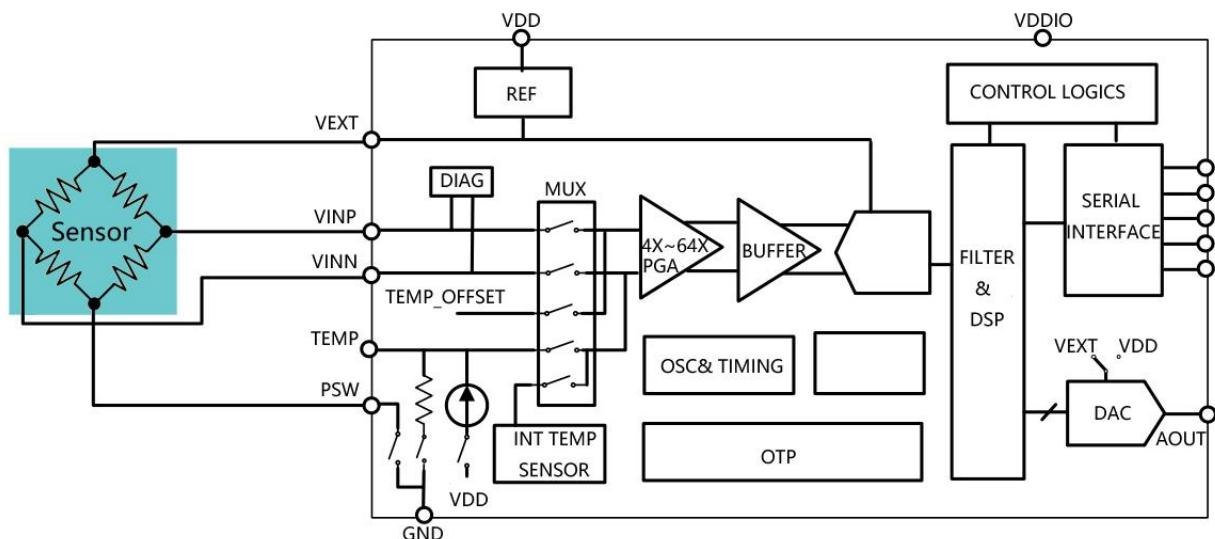 VDD
VDDIO
REF
CONTROL LOGICS
VEXT
DIAG
MUX
VINP
Sensor
4X~64X
PGA
BUFFER
FILTER
&
DSP
SERIAL
INTERFACE
VINN
TEMP_OFFSET
TEMP
OSC& TIMING
VEXT
VDD
PSW
DAC
INT TEMP
SENSOR
OTP
AOUT
VDD
GND